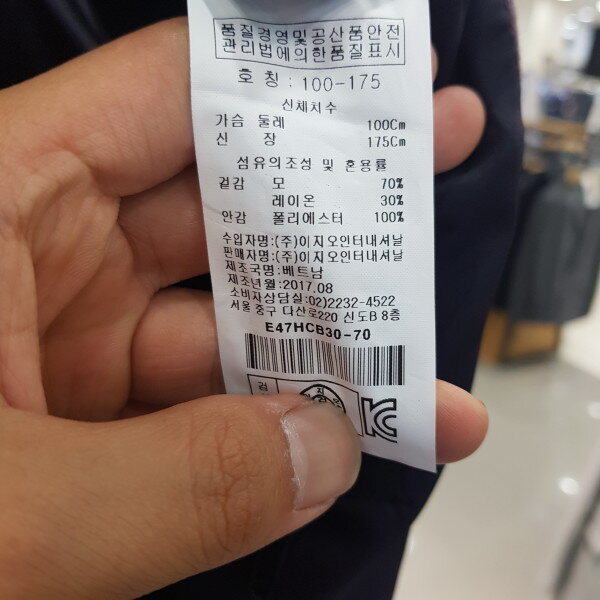 품질경영및공산품안전
관리법에의한품질표시
호 칭 : 100-175
신체치수
가슴 둘레 100Cm
신 장 175Cm
섬유의조성 및 혼용률
겉감 모 70%
레이온 30%
안감 폴리에스터 100%
수입자명:(주)이지오인터내셔날
판매자명:(주)이지오인터내셔날
제조국명:베트남
제조년월:2017.08
소비자상담실:02)2232-4522
서울 중구 다산로220 신도B 8층
E47HCB30-70